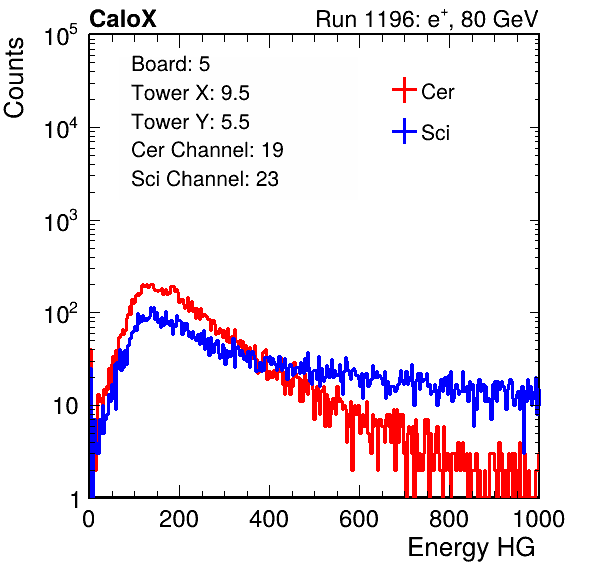 CaloX Run 1196: e⁺, 80 GeV
Counts
10⁵
10⁴
10³
10²
10
1
Board: 5
Tower X: 9.5
Tower Y: 5.5
Cer Channel: 19
Sci Channel: 23
Cer
Sci
0 200 400 600 800 1000
Energy HG